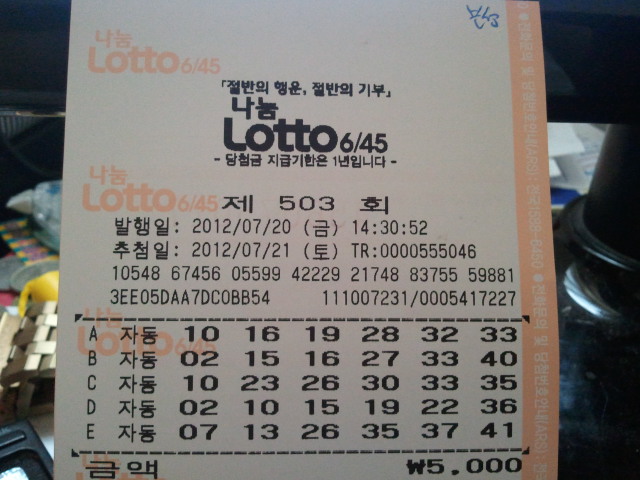 나눔
Lotto 6/45
「절반의 행운, 절반의 기부」
나눔
Lotto 6/45
- 당첨금 지급기한은 1년입니다 -
나눔
Lotto 6/45 제 503 회
발행일: 2012/07/20 (금) 14:30:52
추첨일: 2012/07/21 (토) TR:0000555046
10548 67456 05599 42229 21748 83755 59881
3EE05DAA7DC0BB54 111007231/0005417227
A 자동 10 16 19 28 32 33
B 자동 02 15 16 27 33 40
C 자동 10 23 26 30 33 35
D 자동 02 10 15 19 22 36
E 자동 07 13 26 35 37 41
금액 ₩5,000